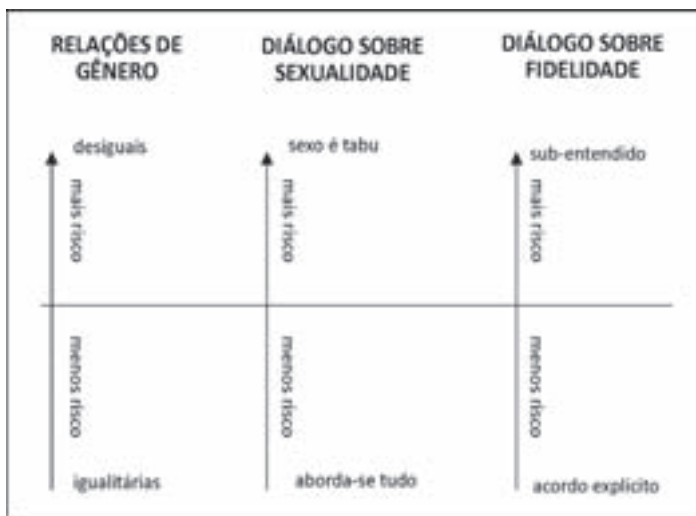 RELAÇÕES DE
GÊNERO
DIÁLOGO SOBRE
SEXUALIDADE
DIÁLOGO SOBRE
FIDELIDADE
desiguais
sexo é tabu
sub-entendido
mais risco
mais risco
mais risco
menos risco
menos risco
menos risco
igualitárias
aborda-se tudo
acordo explícito